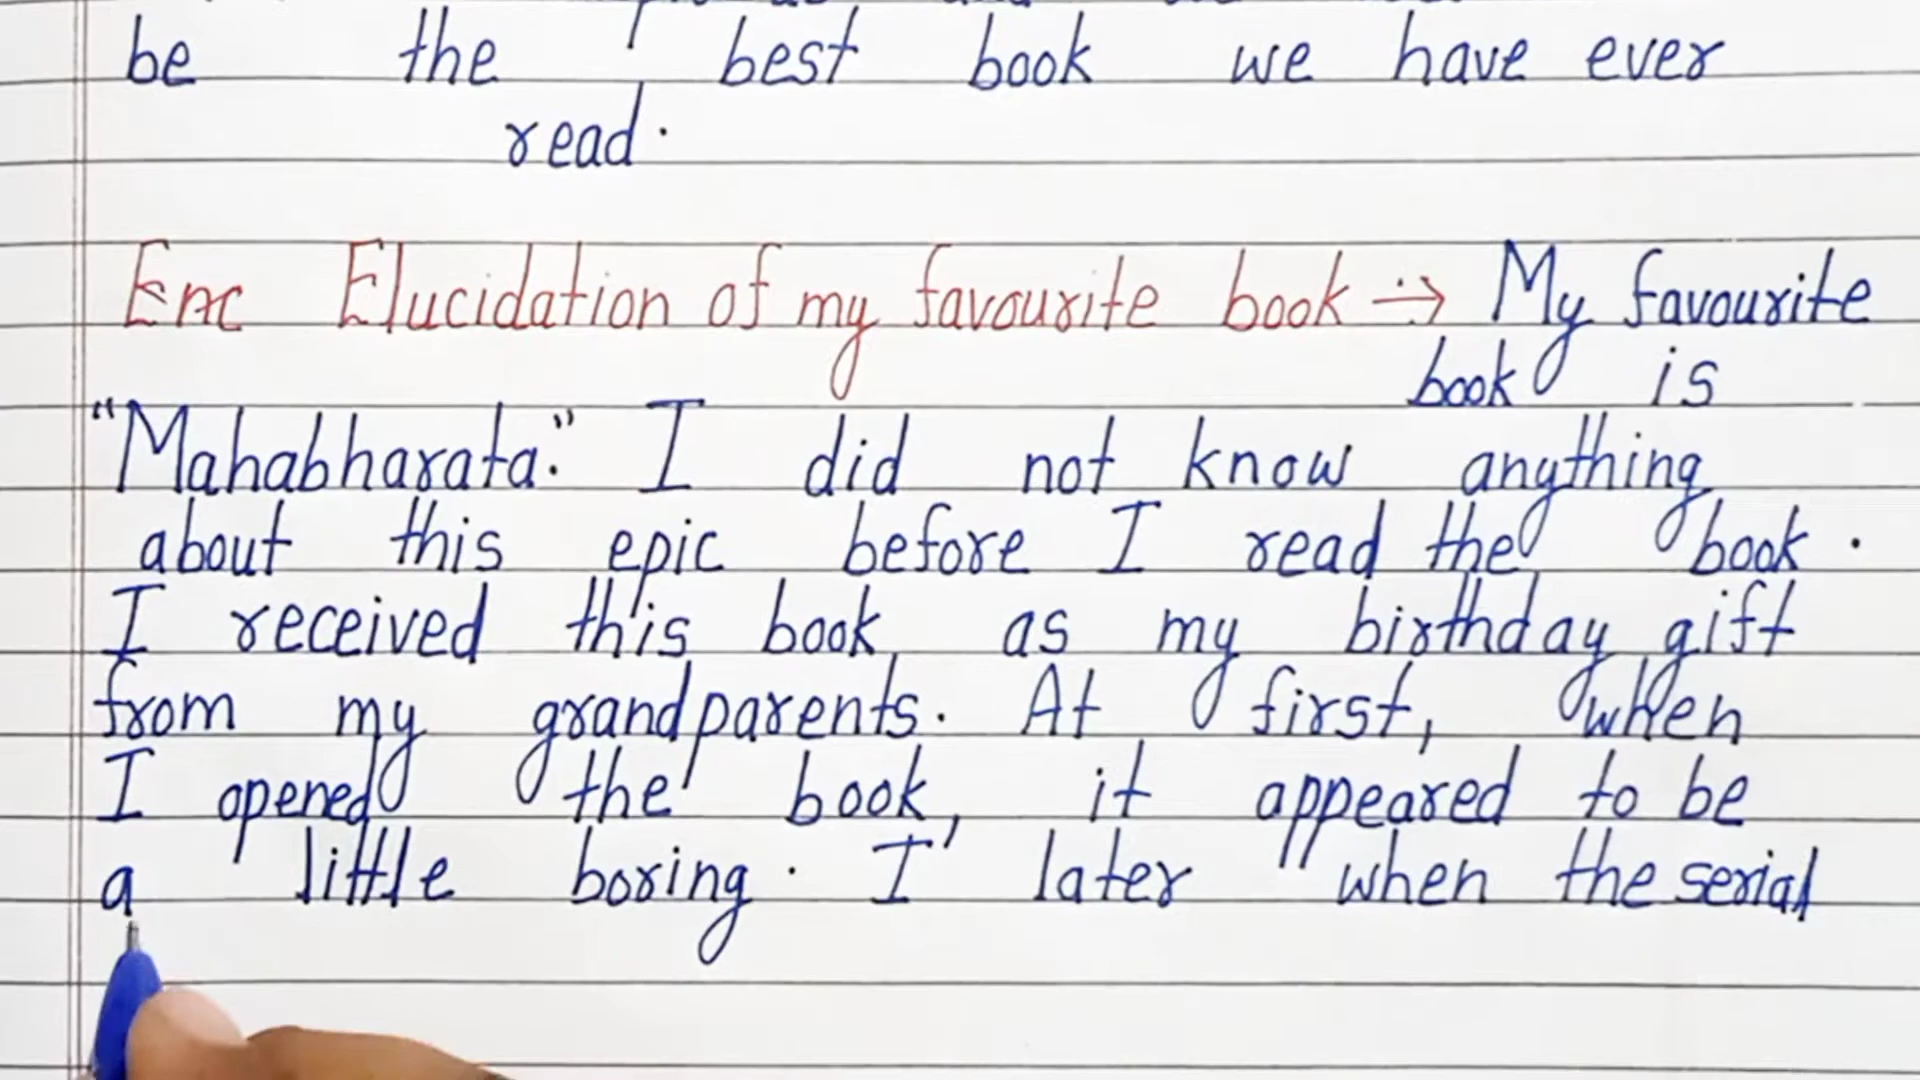 be the best book we have ever
read.
Enc Elucidation of my favourite book → My favourite
book is
"Mahabharata." I did not know anything
about this epic before I read the book.
I received this book as my birthday gift
from my grandparents. At first, when
I opened the book, it appeared to be
a little boring. I later when the serial